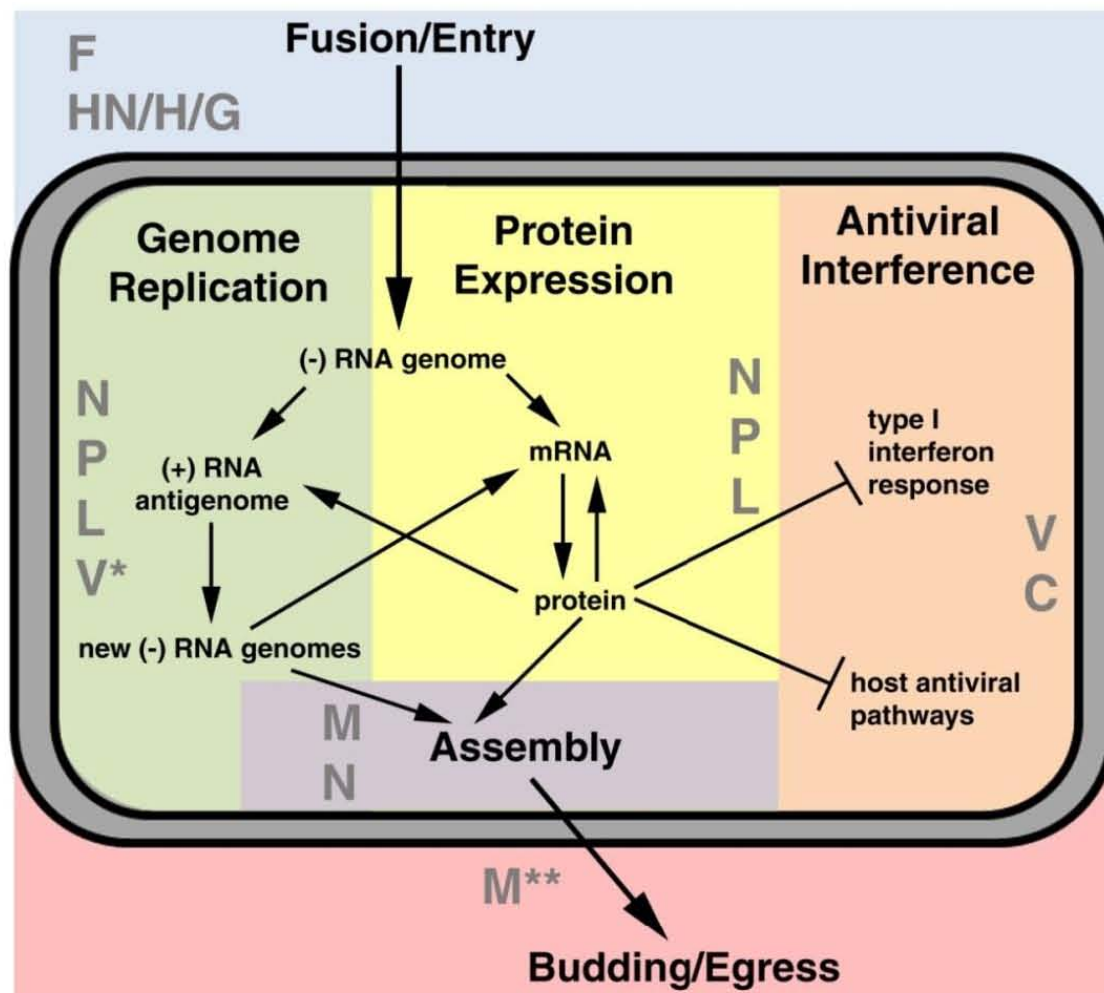 Fusion/Entry
F
HN/H/G
Genome
Replication
Protein
Expression
Antiviral
Interference
(-) RNA genome
N
P
L
V*
(+) RNA
antigenome
mRNA
N
P
L
type I
interferon
response
V
C
protein
new (-) RNA genomes
host antiviral
pathways
M
N
Assembly
M**
Budding/Egress